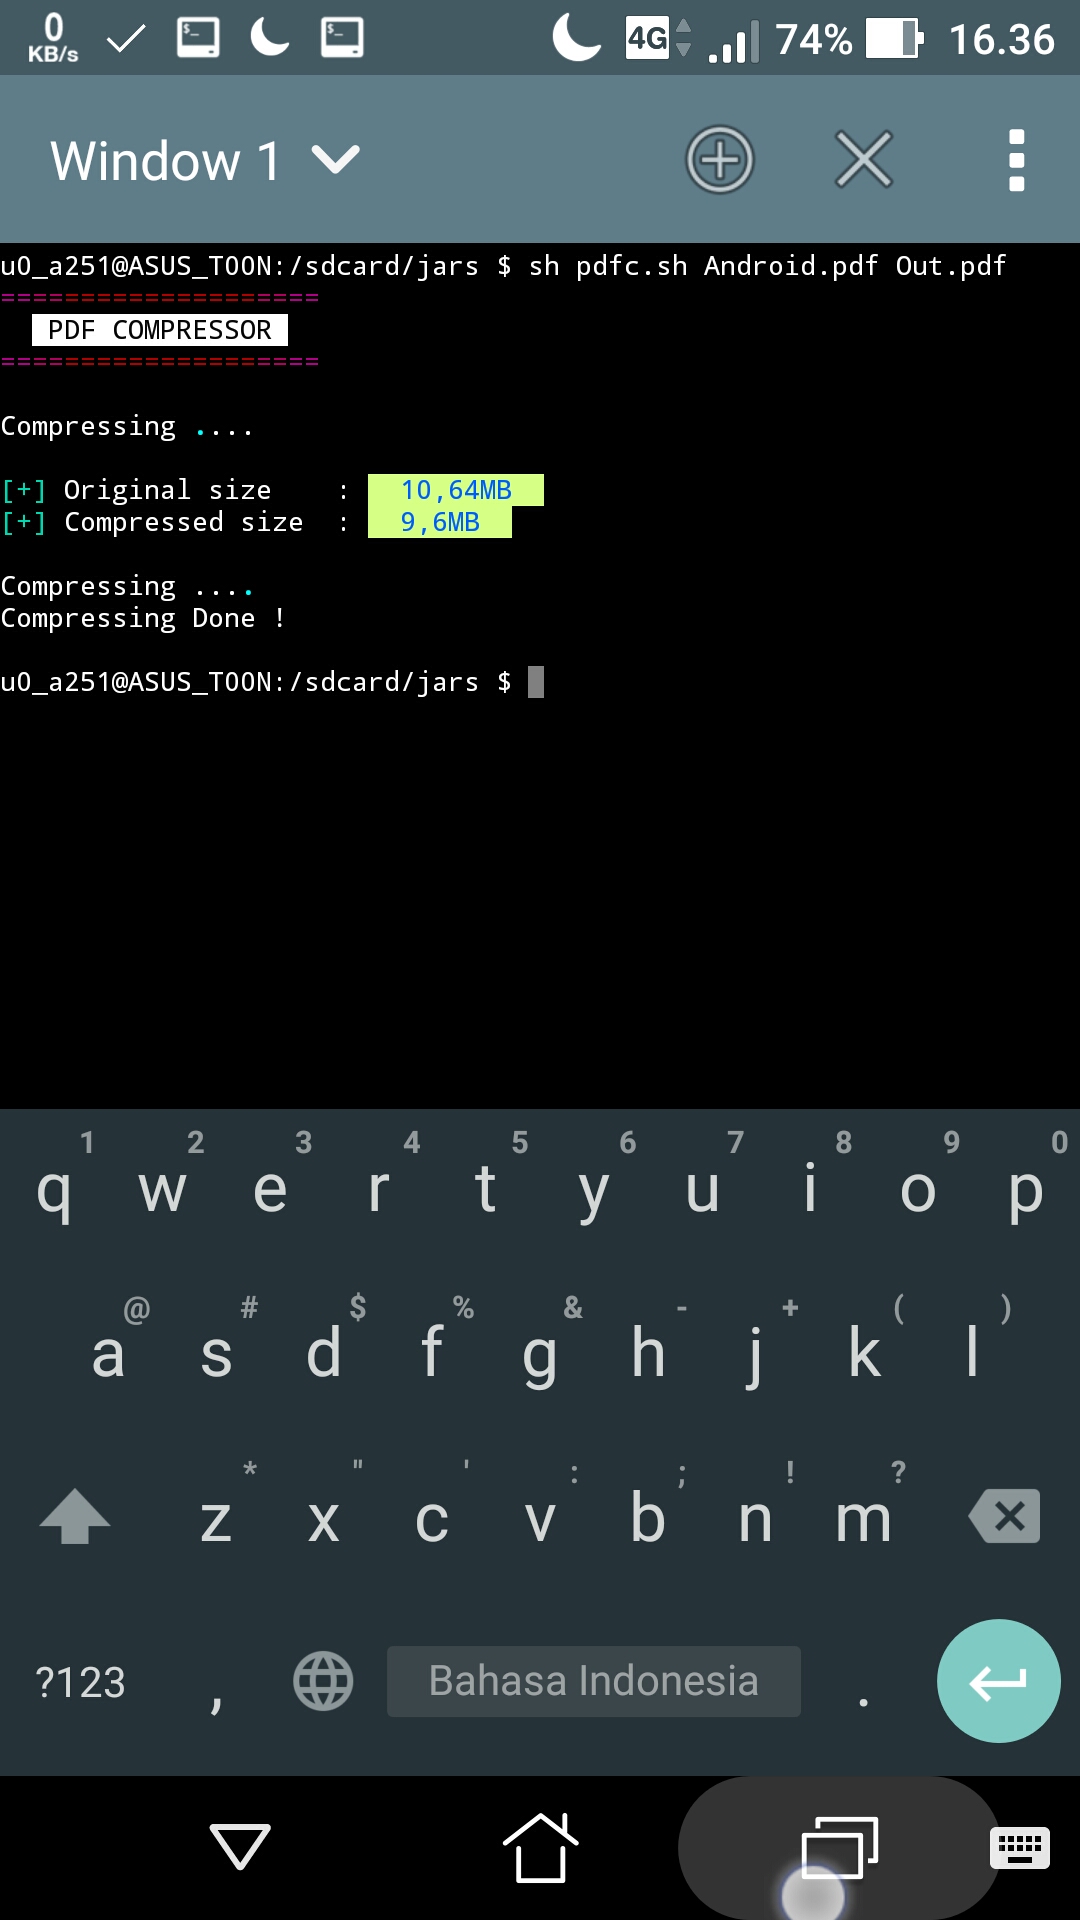 0
KB/s
4G
74%
16.36
Window 1
u0_a251@ASUS_T00N:/sdcard/jars $ sh pdfc.sh Android.pdf Out.pdf
====================
PDF COMPRESSOR
====================
Compressing ....
[+] Original size : 10,64MB
[+] Compressed size : 9,6MB
Compressing ....
Compressing Done !
u0_a251@ASUS_T00N:/sdcard/jars $
1 2 3 4 5 6 7 8 9 0
q w e r t y u i o p
@ # $ % & - + ( )
a s d f g h j k l
* " ' : ; ! ?
z x c v b n m
?123 , Bahasa Indonesia .